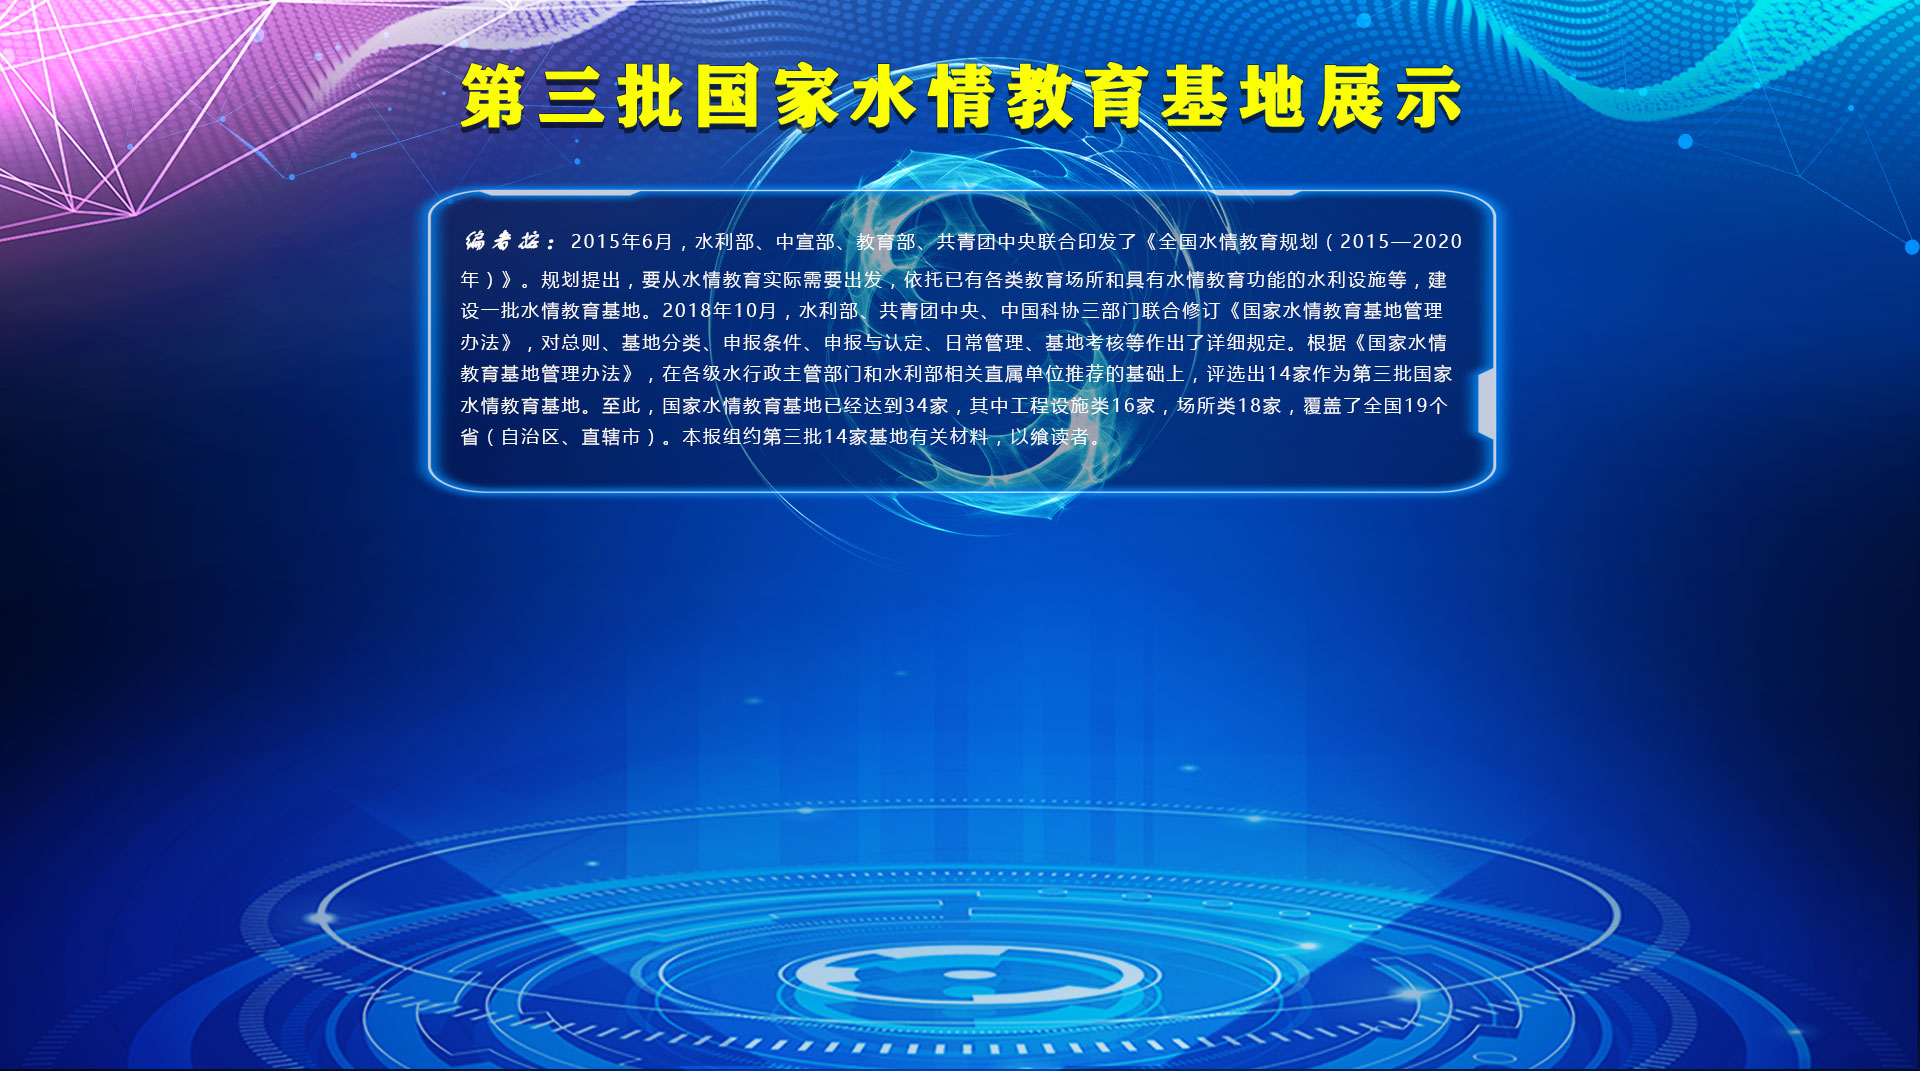 第三批国家水情教育基地展示
编者按：2015年6月，水利部、中宣部、教育部、共青团中央联合印发了《全国水情教育规划（2015—2020
年）》。规划提出，要从水情教育实际需要出发，依托已有各类教育场所和具有水情教育功能的水利设施等，建
设一批水情教育基地。2018年10月，水利部、共青团中央、中国科协三部门联合修订《国家水情教育基地管理
办法》，对总则、基地分类、申报条件、申报与认定、日常管理、基地考核等作出了详细规定。根据《国家水情
教育基地管理办法》，在各级水行政主管部门和水利部相关直属单位推荐的基础上，评选出14家作为第三批国家
水情教育基地。至此，国家水情教育基地已经达到34家，其中工程设施类16家，场所类18家，覆盖了全国19个
省（自治区、直辖市）。本报组约第三批14家基地有关材料，以飨读者。